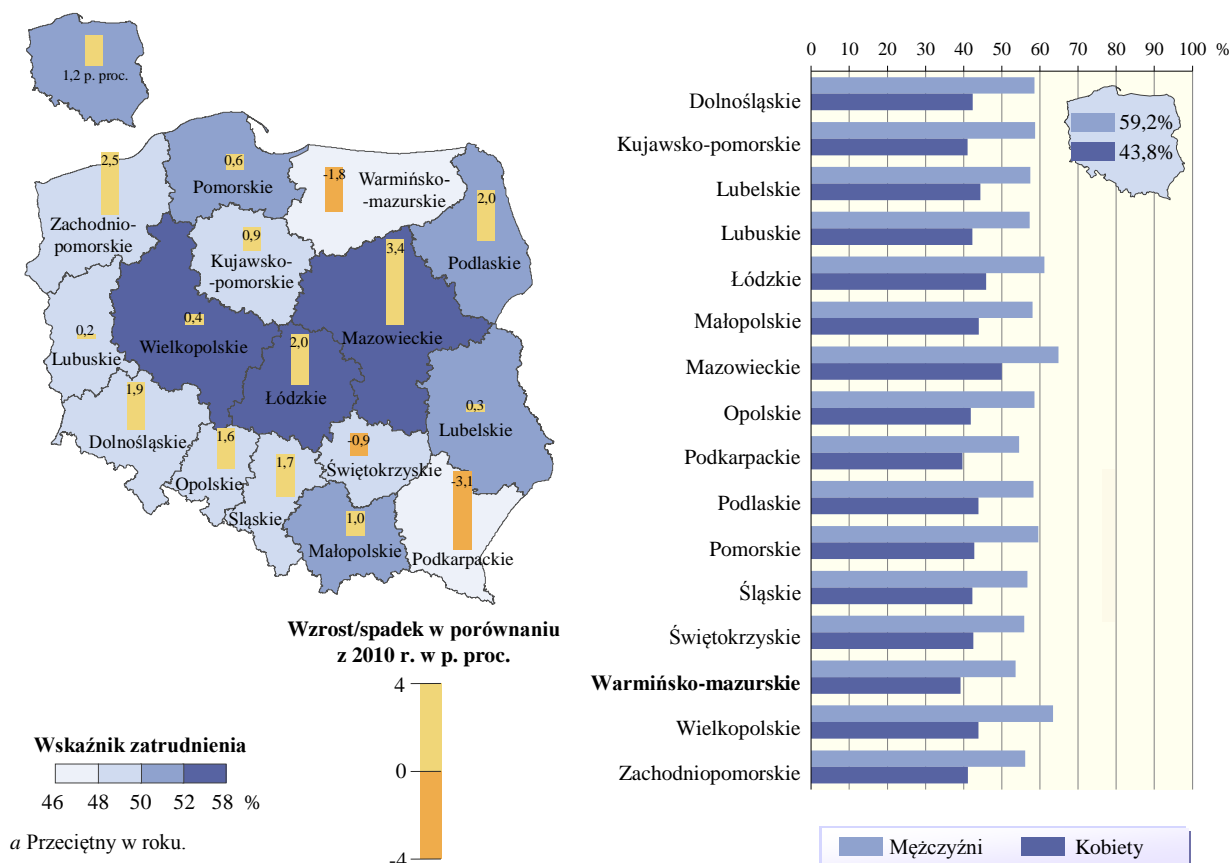 1,2 p. proc.
2,5
Zachodnio-
pomorskie
0,6
Pomorskie
-1,8
Warmińsko-
-mazurskie
2,0
Podlaskie
0,9
Kujawsko-
-pomorskie
3,4
Mazowieckie
0,2
Lubuskie
0,4
Wielkopolskie
2,0
Łódzkie
1,9
Dolnośląskie
0,3
Lubelskie
1,6
Opolskie
1,7
Śląskie
-0,9
Świętokrzyskie
1,0
Małopolskie
-3,1
Podkarpackie
Wzrost/spadek w porównaniu
z 2010 r. w p. proc.
4
0
-4
Wskaźnik zatrudnienia
46 48 50 52 58 %
a Przeciętny w roku.
0 10 20 30 40 50 60 70 80 90 100
Dolnośląskie
Kujawsko-pomorskie
Lubelskie
Lubuskie
Łódzkie
Małopolskie
Mazowieckie
Opolskie
Podkarpackie
Podlaskie
Pomorskie
Śląskie
Świętokrzyskie
Warmińsko-mazurskie
Wielkopolskie
Zachodniopomorskie
59,2%
43,8%
Mężczyźni Kobiety